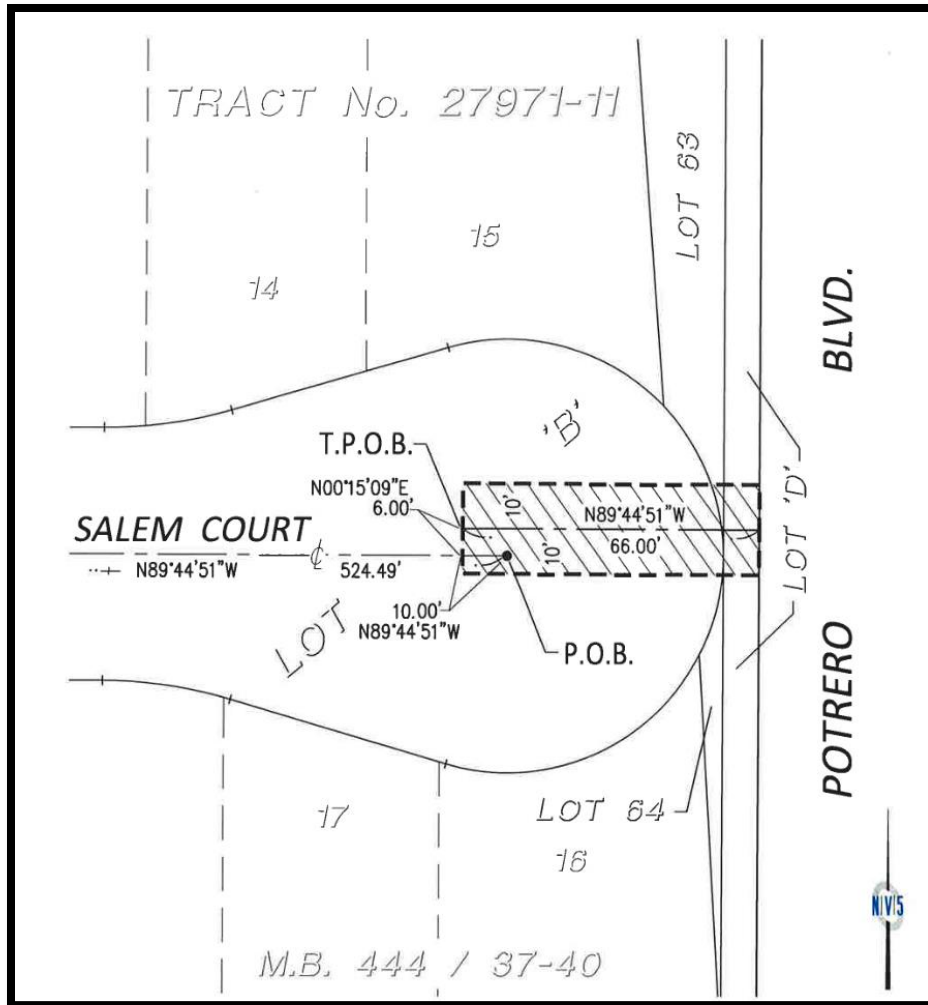 TRACT No. 27971-11
LOT 63
15
14
BLVD.
'B'
T.P.O.B.
N00°15'09"E
6.00'
10'
N89°44'51"W
66.00'
10'
SALEM COURT
℄
N89°44'51"W
524.49'
LOT 'D'
10.00'
N89°44'51"W
LOT
P.O.B.
POTRERO
LOT 64
17
16
N|V|5
M.B. 444 / 37-40